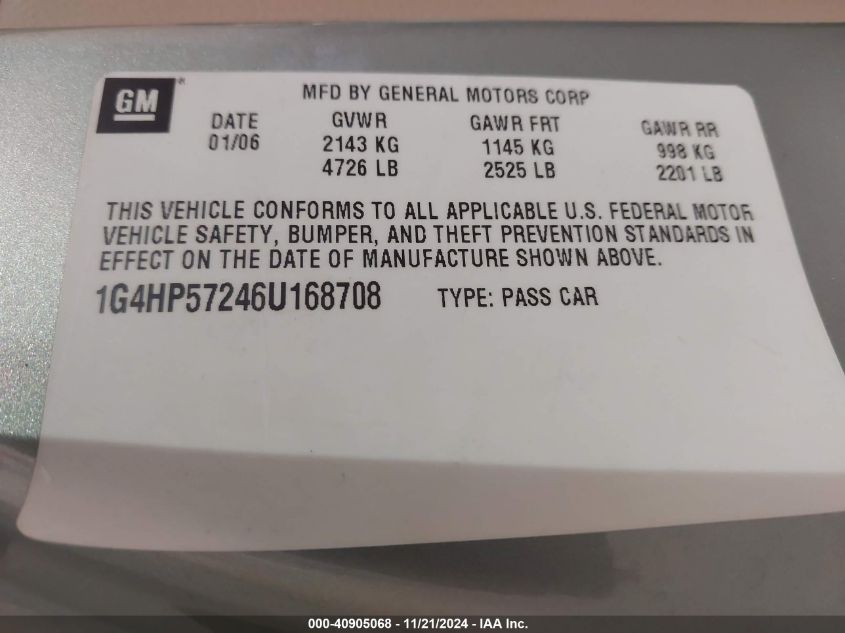 GM®
MFD BY GENERAL MOTORS CORP
DATE GVWR GAWR FRT GAWR RR
01/06 2143 KG 1145 KG 998 KG
4726 LB 2525 LB 2201 LB
THIS VEHICLE CONFORMS TO ALL APPLICABLE U.S. FEDERAL MOTOR
VEHICLE SAFETY, BUMPER, AND THEFT PREVENTION STANDARDS IN
EFFECT ON THE DATE OF MANUFACTURE SHOWN ABOVE.
1G4HP57246U168708 TYPE: PASS CAR
000-40905068 - 11/21/2024 - IAA Inc.